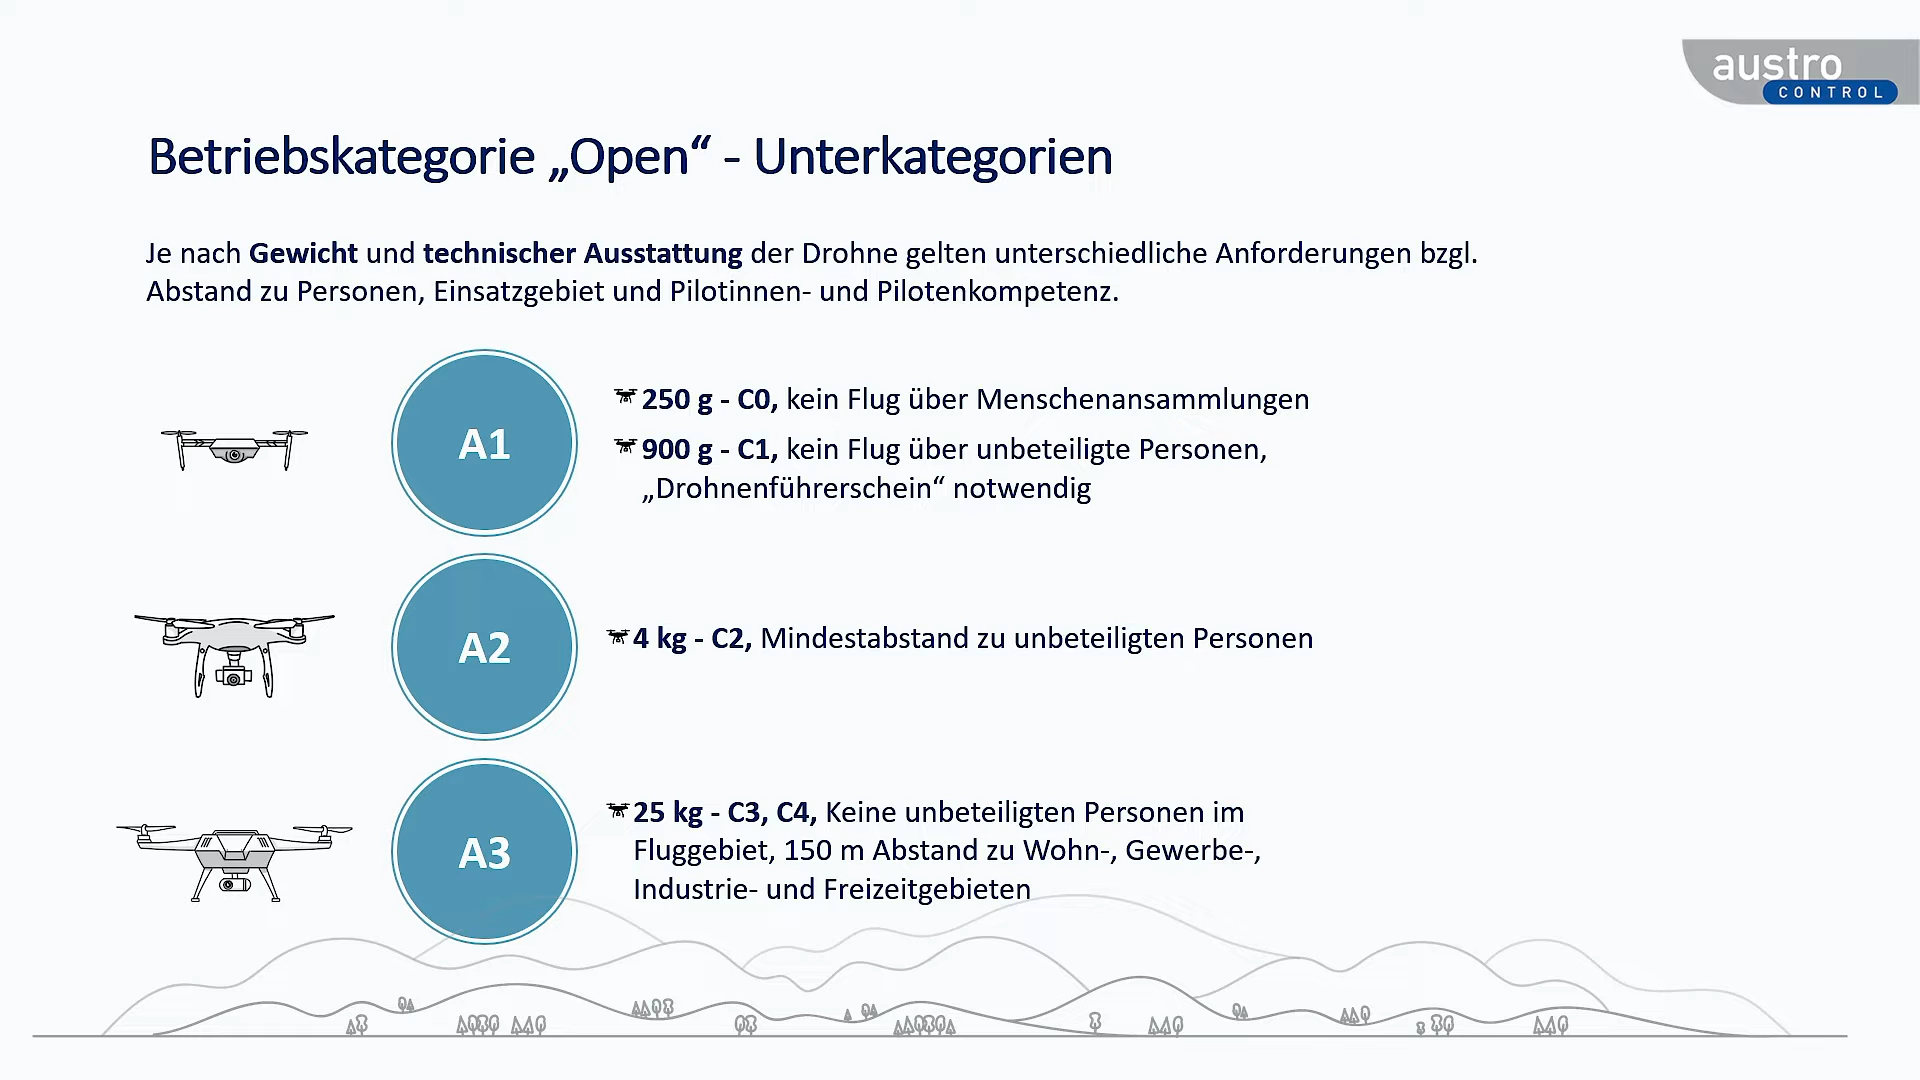 austro
CONTROL
Betriebskategorie „Open“ - Unterkategorien
Je nach Gewicht und technischer Ausstattung der Drohne gelten unterschiedliche Anforderungen bzgl.
Abstand zu Personen, Einsatzgebiet und Pilotinnen- und Pilotenkompetenz.
A1
250 g - C0, kein Flug über Menschenansammlungen
900 g - C1, kein Flug über unbeteiligte Personen,
„Drohnenführerschein“ notwendig
A2
4 kg - C2, Mindestabstand zu unbeteiligten Personen
A3
25 kg - C3, C4, Keine unbeteiligten Personen im
Fluggebiet, 150 m Abstand zu Wohn-, Gewerbe-,
Industrie- und Freizeitgebieten